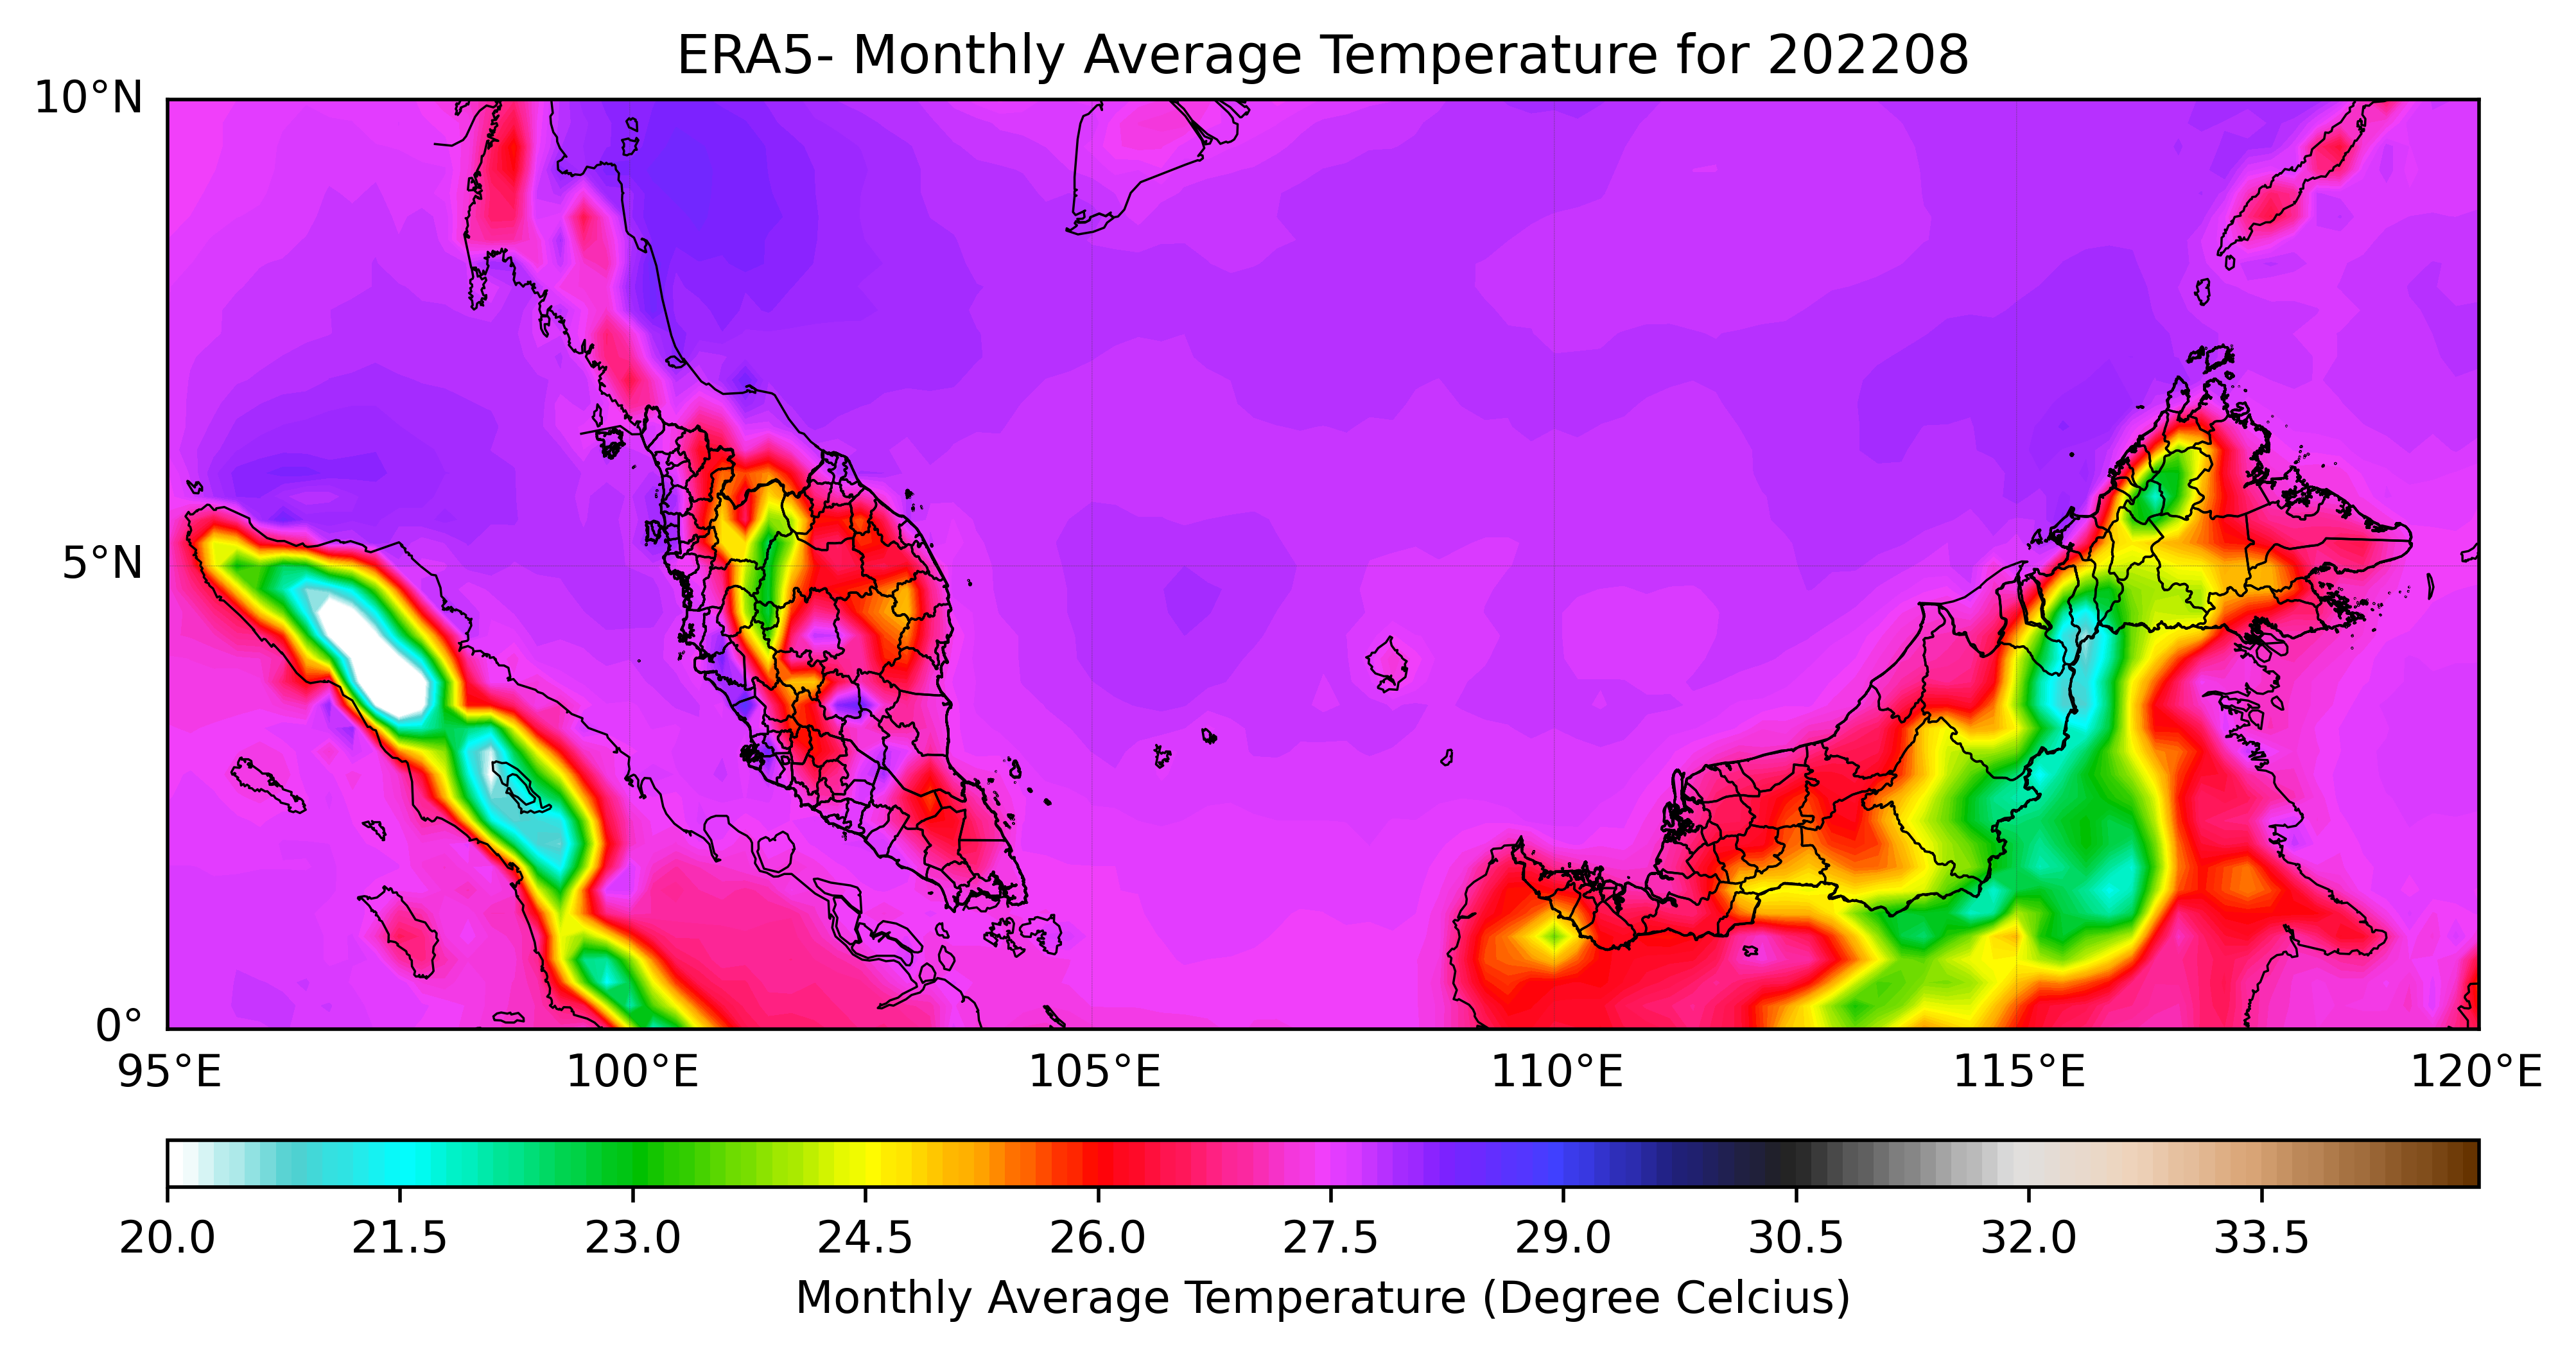 ERA5- Monthly Average Temperature for 202208
10°N
5°N
0°
95°E 100°E 105°E 110°E 115°E 120°E
20.0 21.5 23.0 24.5 26.0 27.5 29.0 30.5 32.0 33.5
Monthly Average Temperature (Degree Celcius)